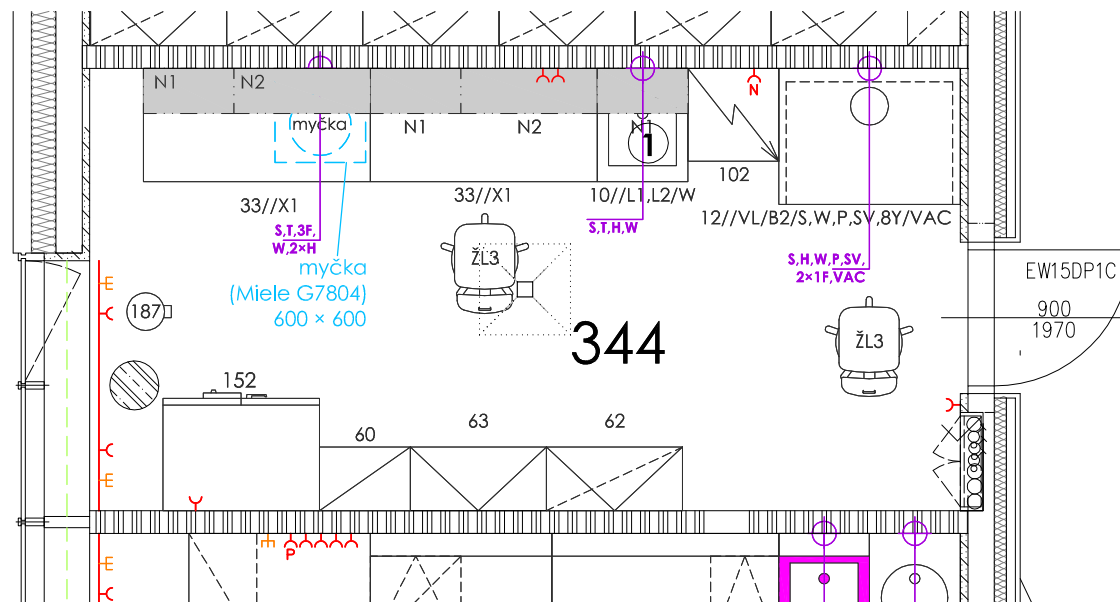 N1
N2
N
myčka
N1
N2
N1
1
102
33//X1
33//X1
10//L1,L2/W
12//VL/B2/S,W,P,SV,8Y/VAC
S,T,3F,
W,2×H
S,T,H,W
S,H,W,P,SV,
2×1F,VAC
myčka
(Miele G7804)
600 × 600
ŽL3
EW15DP1C
900
1970
187
344
ŽL3
152
60
63
62
E
E
P
E